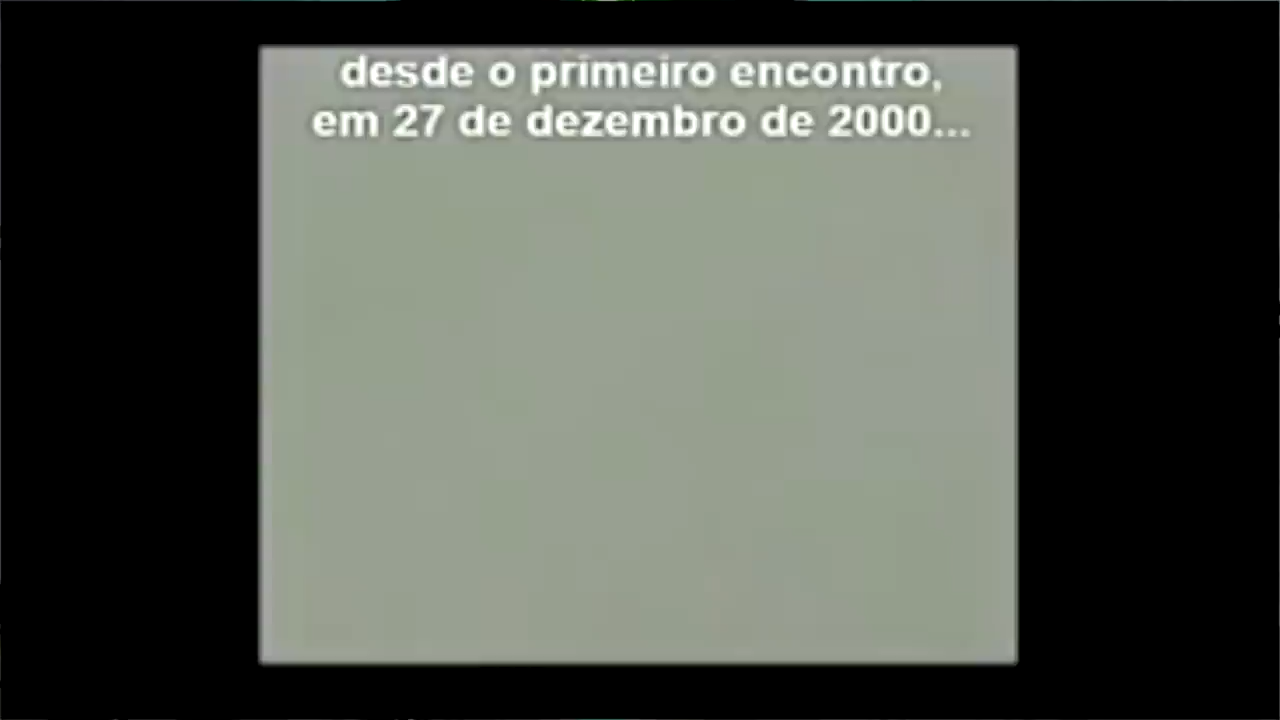 desde o primeiro encontro,
em 27 de dezembro de 2000...